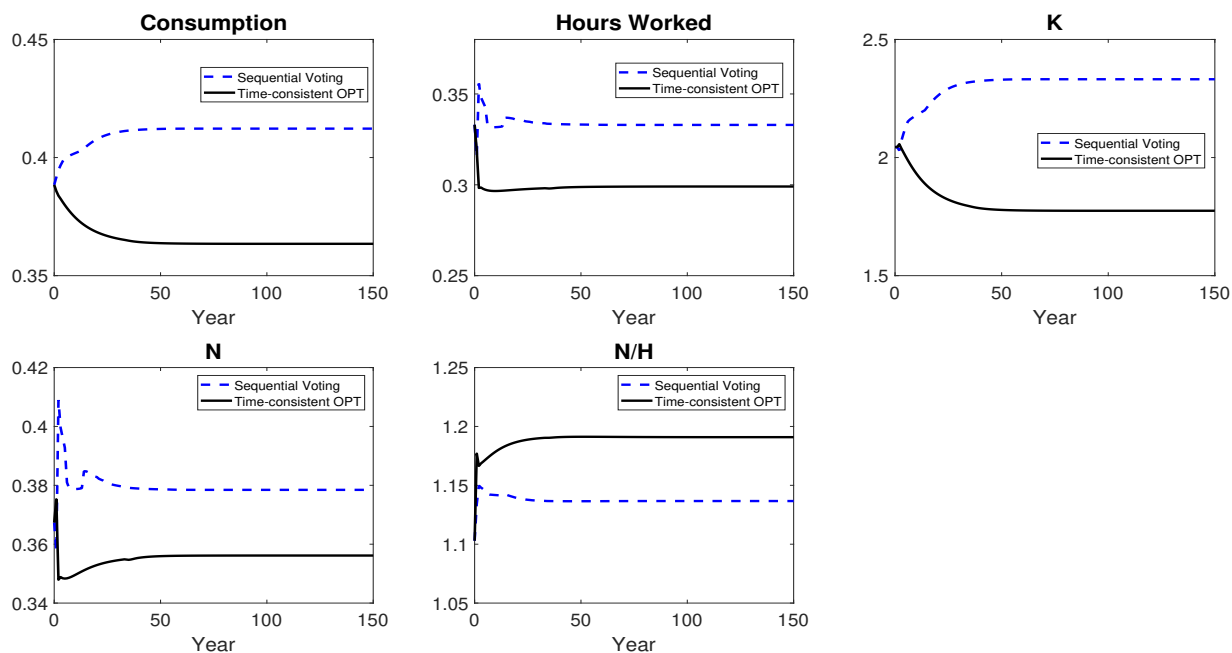 Consumption
0.45
0.4
0.35
0
50
100
150
Year
Sequential Voting
Time-consistent OPT
Hours Worked
0.35
0.3
0.25
0
50
100
150
Year
Sequential Voting
Time-consistent OPT
K
2.5
2
1.5
0
50
100
150
Year
Sequential Voting
Time-consistent OPT
N
0.42
0.4
0.38
0.36
0.34
0
50
100
150
Year
Sequential Voting
Time-consistent OPT
N/H
1.25
1.2
1.15
1.1
1.05
0
50
100
150
Year
Sequential Voting
Time-consistent OPT